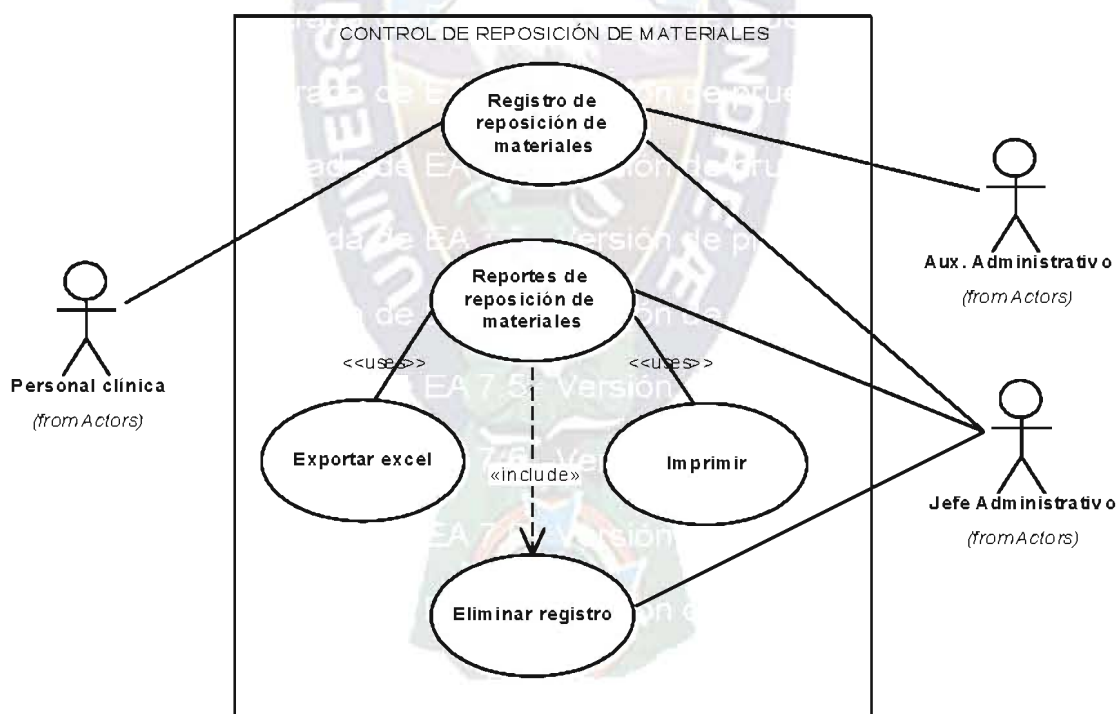 CONTROL DE REPOSICIÓN DE MATERIALES
Registro de
reposición de
materiales
Aux. Administrativo
(from Actors)
Reportes de
reposición de
materiales
<<uses>>
<<uses>>
Personal clínica
(from Actors)
Exportar excel
«include»
Imprimir
Jefe Administrativo
(from Actors)
Eliminar registro